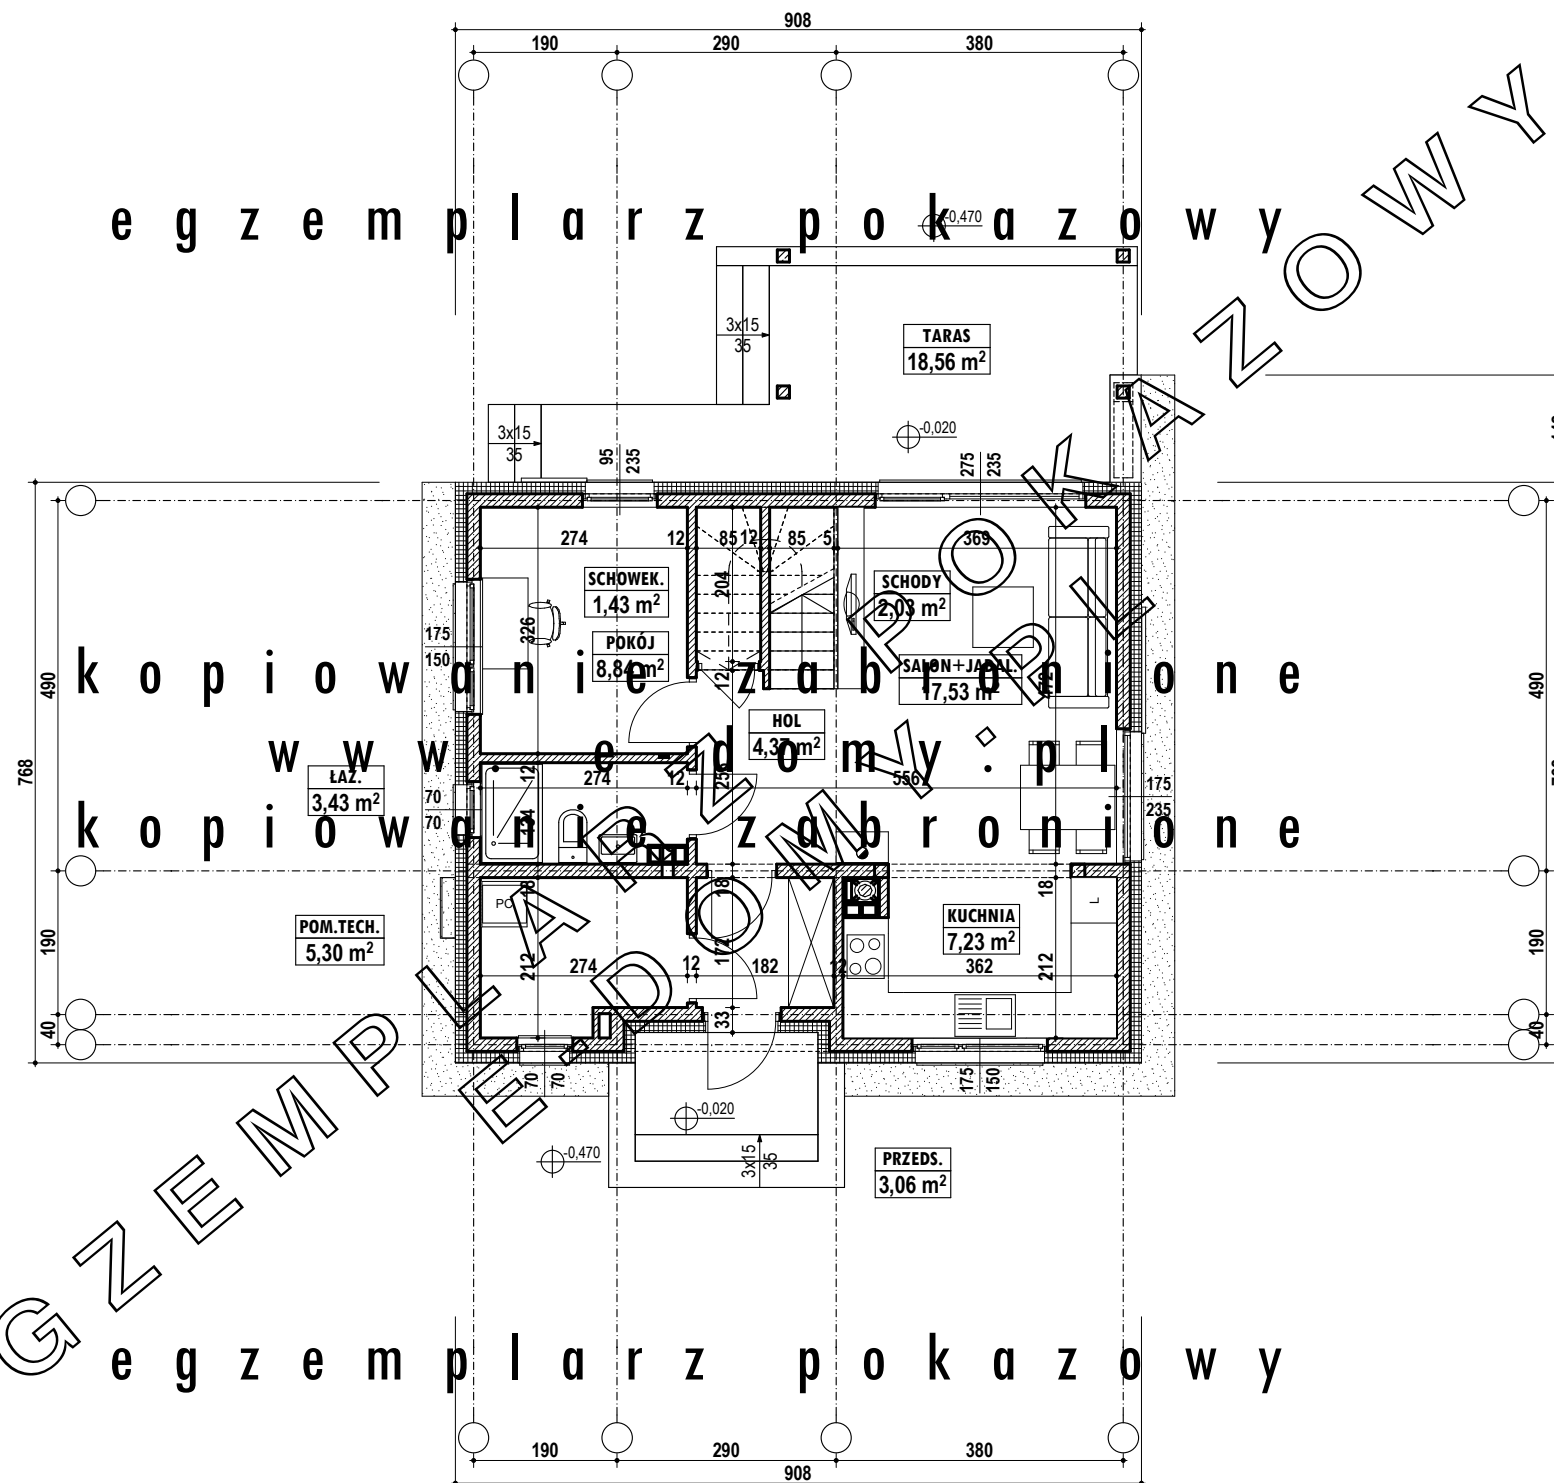 908
190 290 380
egzemplarz pokazowy
-0,470
3x15
35
TARAS
18,56 m²
-0,020
3x15
35
95
235
275
235
274 12 85 12 85 5 369
SCHOWEK.
1,43 m²
SCHODY
2,03 m²
204
326
175
150
POKÓJ
8,84 m²
SALON+JADAL.
17,53 m²
kopiowanie zabronione
490
490
768
12
HOL
4,37 m²
www.edomy.pl
ŁAZ.
3,43 m²
70
70
12
274 12 556
175
235
kopiowanie zabronione
18
18
18
PC
L
POM.TECH.
5,30 m²
KUCHNIA
7,23 m²
190
190
212
172
212
274 12 182 12 362
33
40
40
70
70
175
150
-0,020
-0,470
3x15
35
PRZEDS.
3,06 m²
egzemplarz pokazowy
190 290 380
908
GZEMPLARZ POKAZOWY
E-DOMY.PL